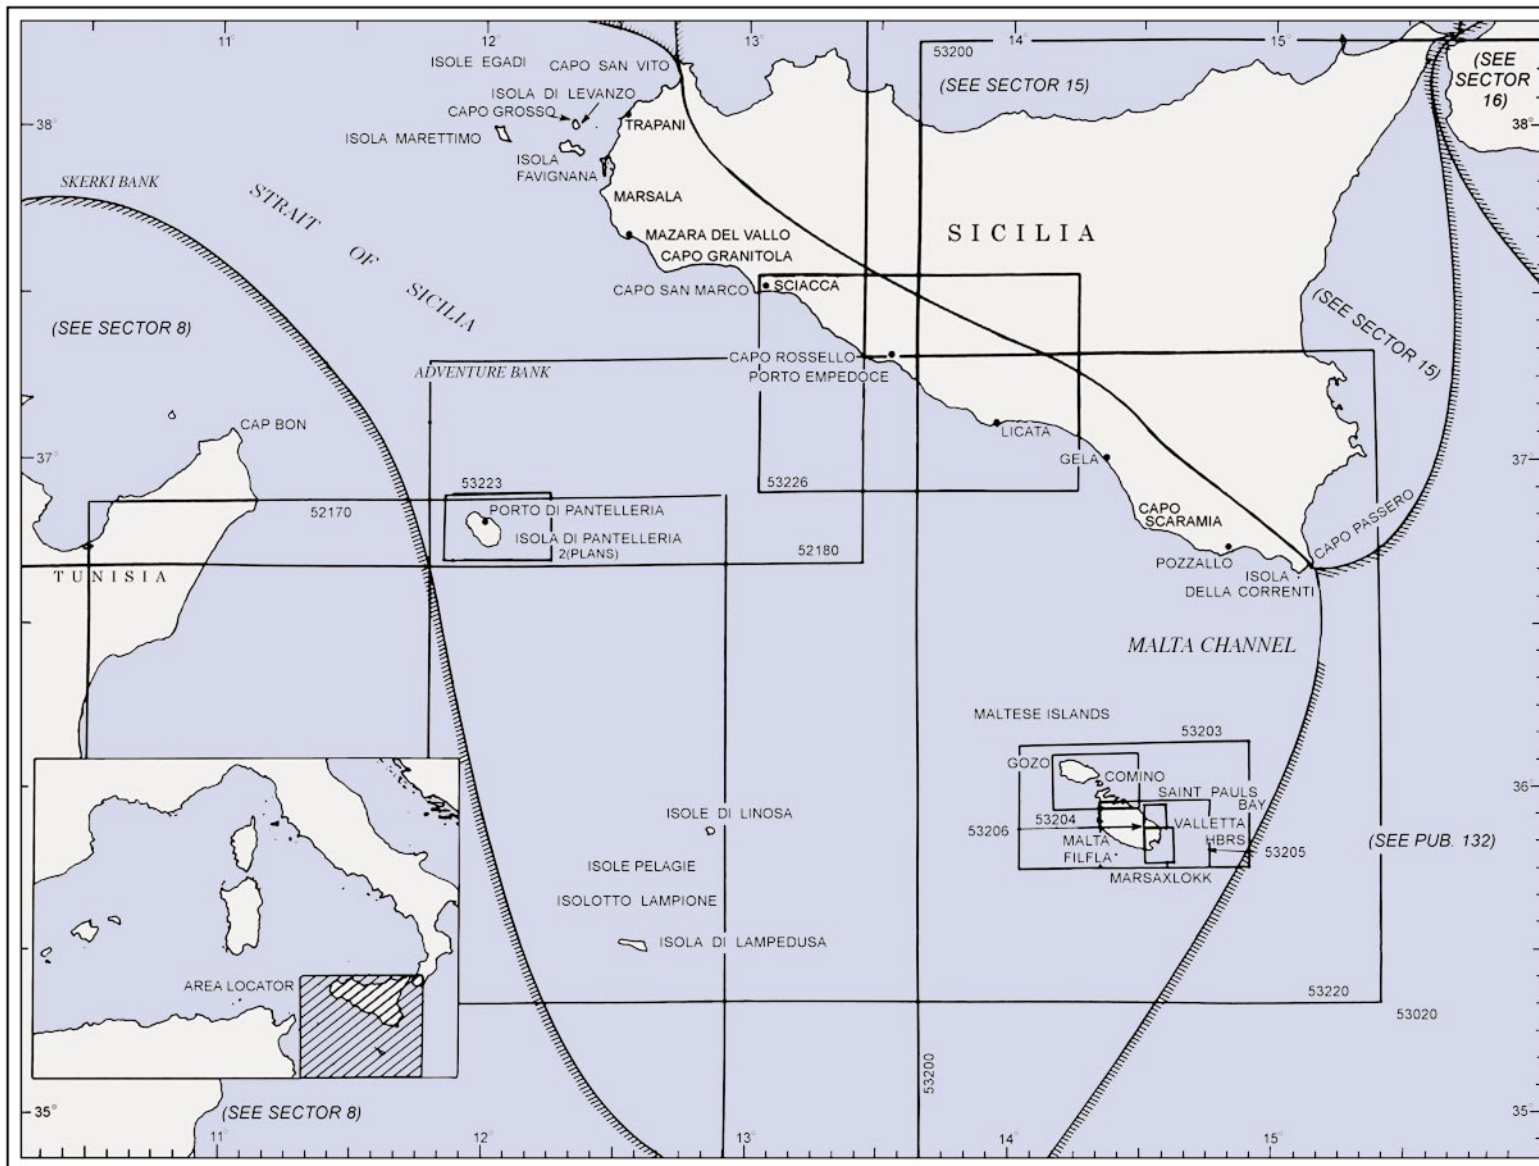 11°
12°
13°
14°
15°
53200
(SEE SECTOR 15)
(SEE
SECTOR
16)
ISOLE EGADI
CAPO SAN VITO
ISOLA DI LEVANZO
CAPO GROSSO
38°
TRAPANI
38°
ISOLA MARETTIMO
ISOLA
FAVIGNANA
SKERKI BANK
MARSALA
STRAIT OF SICILIA
MAZARA DEL VALLO
CAPO GRANITOLA
SICILIA
CAPO SAN MARCO
SCIACCA
(SEE SECTOR 15)
(SEE SECTOR 8)
CAPO ROSSELLO
PORTO EMPEDOCE
ADVENTURE BANK
CAP BON
LICATA
37°
GELA
37°
53223
53226
52170
PORTO DI PANTELLERIA
ISOLA DI PANTELLERIA
2(PLANS)
52180
CAPO
SCARAMIA
CAPO PASSERO
POZZALLO
ISOLA
DELLA CORRENTI
TUNISIA
MALTA CHANNEL
MALTESE ISLANDS
53203
GOZO
COMINO
36°
SAINT PAULS
BAY
53204
VALLETTA
HBRS
53206
53205
MALTA
FILFLA
MARSAXLOKK
(SEE PUB. 132)
ISOLE DI LINOSA
ISOLE PELAGIE
ISOLOTTO LAMPIONE
ISOLA DI LAMPEDUSA
AREA LOCATOR
53220
53020
53200
35°
(SEE SECTOR 8)
35°
11°
12°
13°
14°
15°